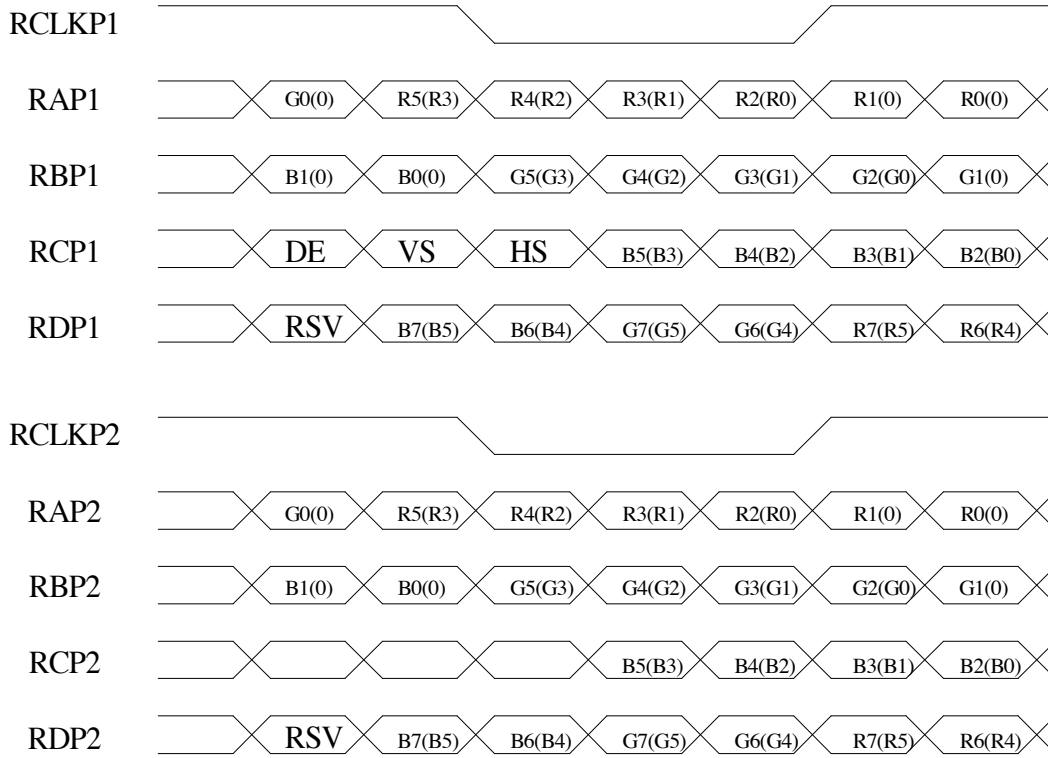 RCLKP1
RAP1 G0(0) R5(R3) R4(R2) R3(R1) R2(R0) R1(0) R0(0)
RBP1 B1(0) B0(0) G5(G3) G4(G2) G3(G1) G2(G0) G1(0)
RCP1 DE VS HS B5(B3) B4(B2) B3(B1) B2(B0)
RDP1 RSV B7(B5) B6(B4) G7(G5) G6(G4) R7(R5) R6(R4)
RCLKP2
RAP2 G0(0) R5(R3) R4(R2) R3(R1) R2(R0) R1(0) R0(0)
RBP2 B1(0) B0(0) G5(G3) G4(G2) G3(G1) G2(G0) G1(0)
RCP2 B5(B3) B4(B2) B3(B1) B2(B0)
RDP2 RSV B7(B5) B6(B4) G7(G5) G6(G4) R7(R5) R6(R4)